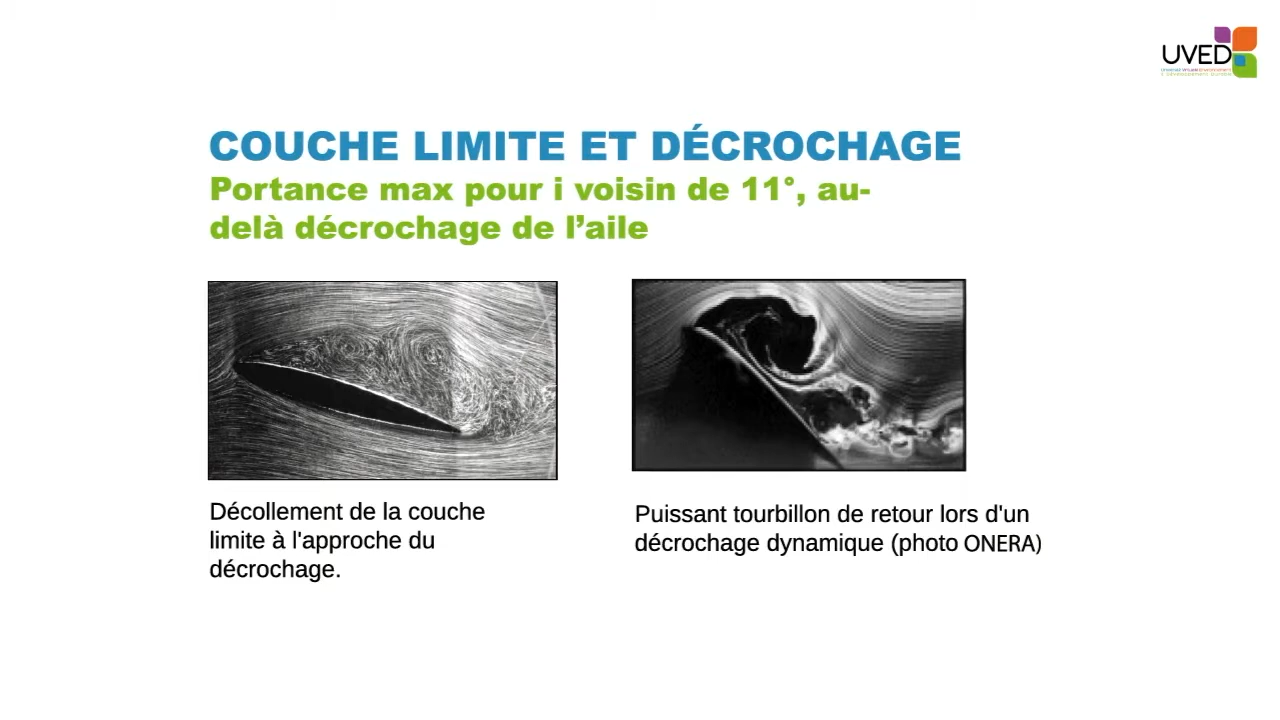 UVED
COUCHE LIMITE ET DÉCROCHAGE
Portance max pour i voisin de 11°, au-
delà décrochage de l’aile
Décollement de la couche
limite à l'approche du
décrochage.
Puissant tourbillon de retour lors d'un
décrochage dynamique (photo ONERA)